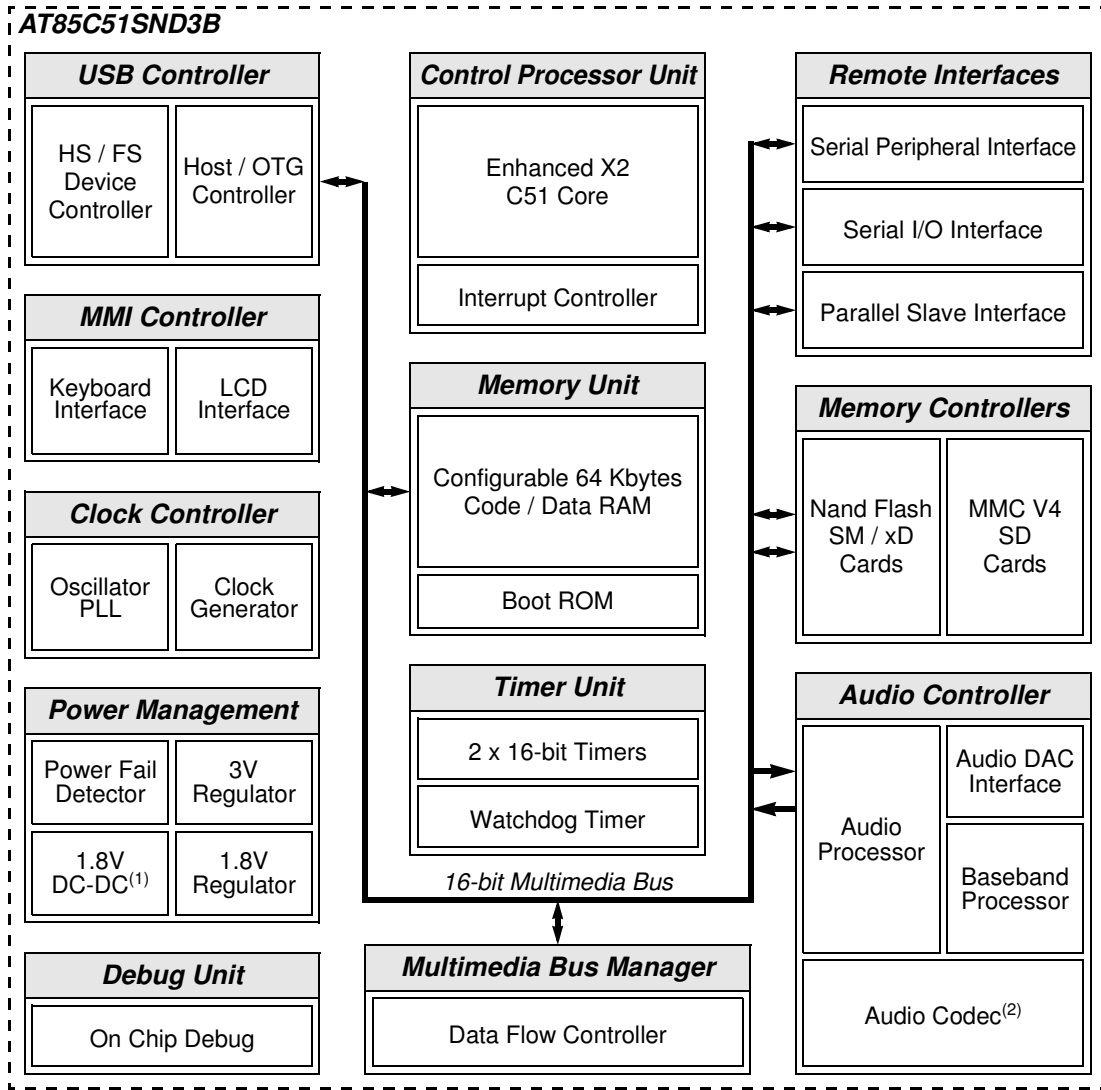 AT85C51SND3B
USB Controller
HS / FS
Device
Controller
Host / OTG
Controller
MMI Controller
Keyboard
Interface
LCD
Interface
Clock Controller
Oscillator
PLL
Clock
Generator
Power Management
Power Fail
Detector
3V
Regulator
1.8V
DC-DC(1)
1.8V
Regulator
Debug Unit
On Chip Debug
Control Processor Unit
Enhanced X2
C51 Core
Interrupt Controller
Memory Unit
Configurable 64 Kbytes
Code / Data RAM
Boot ROM
Timer Unit
2 x 16-bit Timers
Watchdog Timer
16-bit Multimedia Bus
Multimedia Bus Manager
Data Flow Controller
Remote Interfaces
Serial Peripheral Interface
Serial I/O Interface
Parallel Slave Interface
Memory Controllers
Nand Flash
SM / xD
Cards
MMC V4
SD
Cards
Audio Controller
Audio
Processor
Audio DAC
Interface
Baseband
Processor
Audio Codec(2)